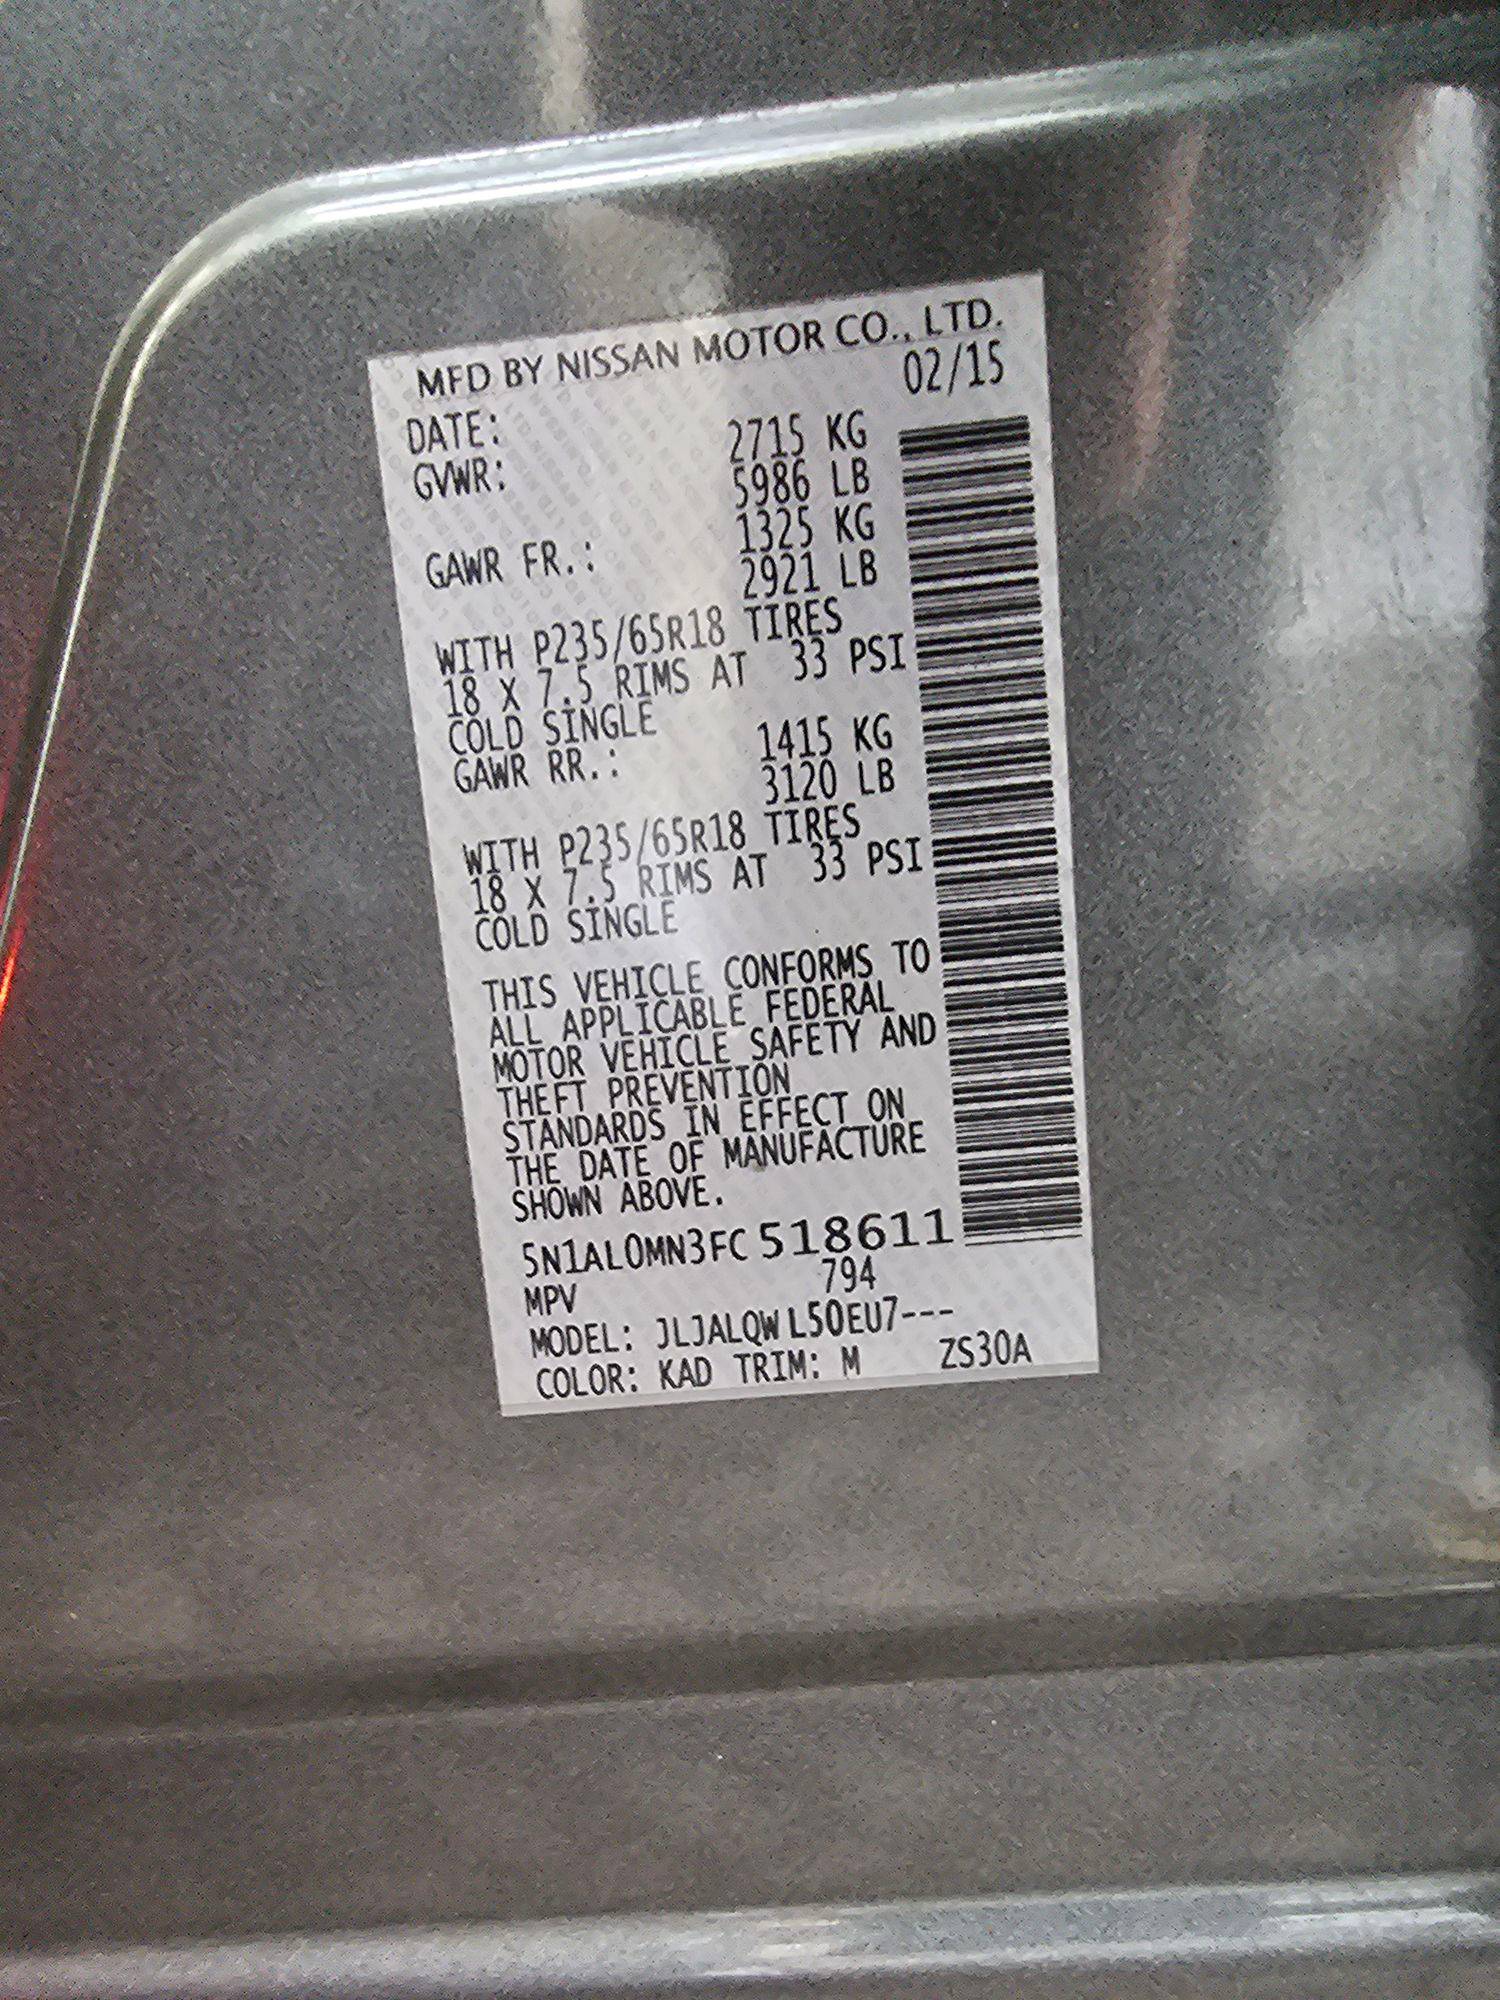 MFD BY NISSAN MOTOR CO., LTD.
DATE: 02/15
GVWR: 2715 KG
5986 LB
GAWR FR.: 1325 KG
2921 LB
WITH P235/65R18 TIRES
18 X 7.5 RIMS AT 33 PSI
COLD SINGLE
GAWR RR.: 1415 KG
3120 LB
WITH P235/65R18 TIRES
18 X 7.5 RIMS AT 33 PSI
COLD SINGLE
THIS VEHICLE CONFORMS TO
ALL APPLICABLE FEDERAL
MOTOR VEHICLE SAFETY AND
THEFT PREVENTION
STANDARDS IN EFFECT ON
THE DATE OF MANUFACTURE
SHOWN ABOVE.
5N1AL0MN3FC518611
MPV 794
MODEL: JLJALQWL50EU7---
COLOR: KAD TRIM: M ZS30A